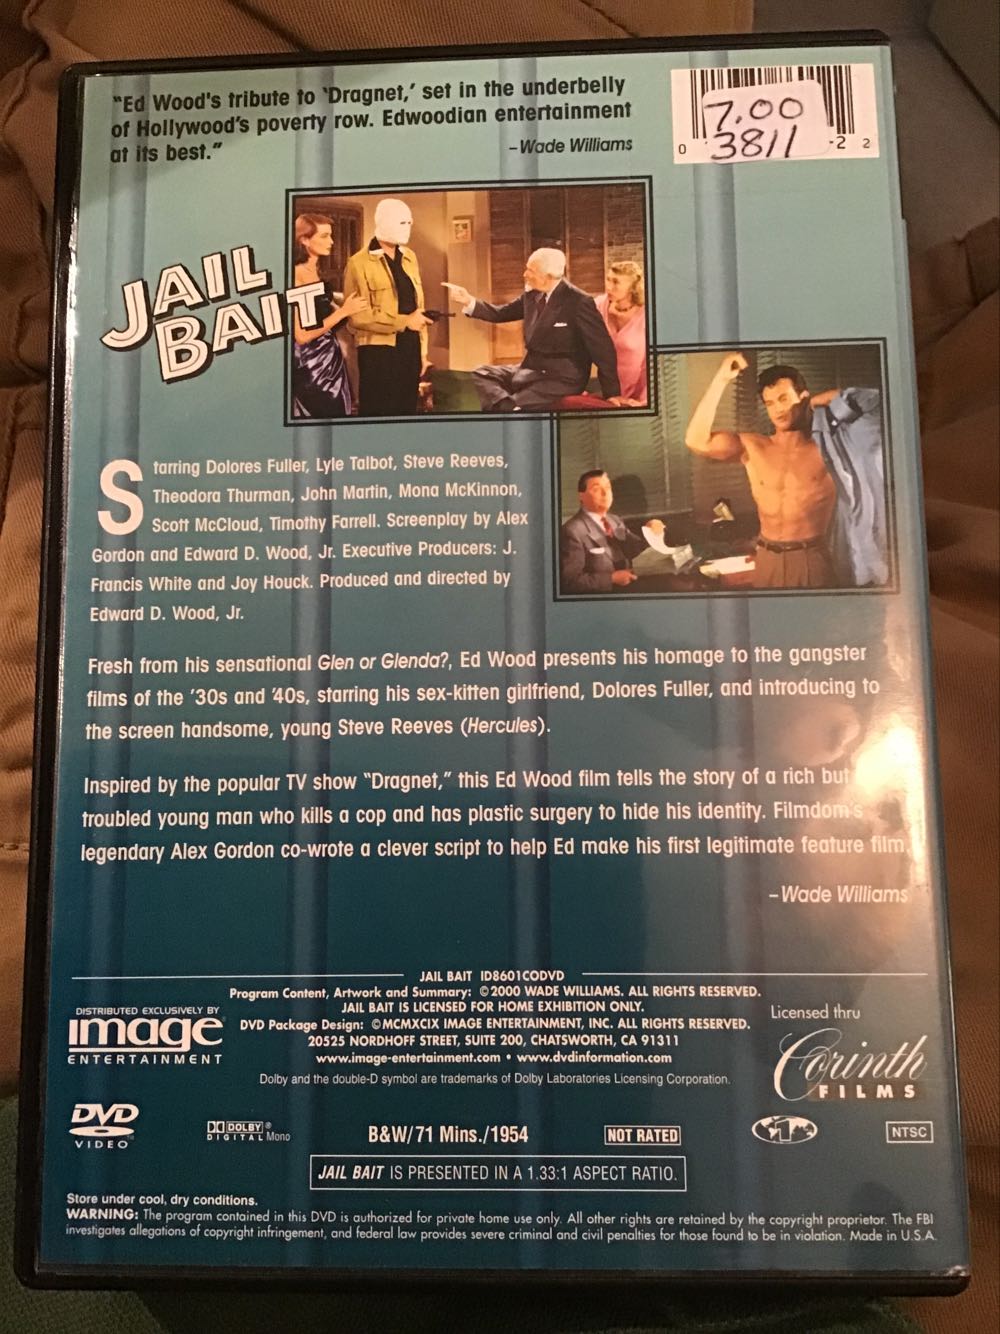 "Ed Wood's tribute to 'Dragnet,' set in the underbelly
of Hollywood's poverty row. Edwoodian entertainment
at its best."
–Wade Williams
7.00
3811
0
-2 2
JAIL
BAIT
Starring Dolores Fuller, Lyle Talbot, Steve Reeves,
Theodora Thurman, John Martin, Mona McKinnon,
Scott McCloud, Timothy Farrell. Screenplay by Alex
Gordon and Edward D. Wood, Jr. Executive Producers: J.
Francis White and Joy Houck. Produced and directed by
Edward D. Wood, Jr.
Fresh from his sensational Glen or Glenda?, Ed Wood presents his homage to the gangster
films of the '30s and '40s, starring his sex-kitten girlfriend, Dolores Fuller, and introducing to
the screen handsome, young Steve Reeves (Hercules).
Inspired by the popular TV show "Dragnet," this Ed Wood film tells the story of a rich but
troubled young man who kills a cop and has plastic surgery to hide his identity. Filmdom's
legendary Alex Gordon co-wrote a clever script to help Ed make his first legitimate feature film.
–Wade Williams
JAIL BAIT ID8601CODVD
Program Content, Artwork and Summary: ©2000 WADE WILLIAMS. ALL RIGHTS RESERVED.
JAIL BAIT IS LICENSED FOR HOME EXHIBITION ONLY.
DVD Package Design: ©MCMXCIX IMAGE ENTERTAINMENT, INC. ALL RIGHTS RESERVED.
20525 NORDHOFF STREET, SUITE 200, CHATSWORTH, CA 91311
www.image-entertainment.com • www.dvdinformation.com
Dolby and the double-D symbol are trademarks of Dolby Laboratories Licensing Corporation.
DISTRIBUTED EXCLUSIVELY BY
image
ENTERTAINMENT
Licensed thru
Corinth
FILMS
DVD
VIDEO™
DOLBY®
DIGITAL Mono
B&W/71 Mins./1954
NOT RATED
1
NTSC
JAIL BAIT IS PRESENTED IN A 1.33:1 ASPECT RATIO.
Store under cool, dry conditions.
WARNING: The program contained in this DVD is authorized for private home use only. All other rights are retained by the copyright proprietor. The FBI
investigates allegations of copyright infringement, and federal law provides severe criminal and civil penalties for those found to be in violation. Made in U.S.A.